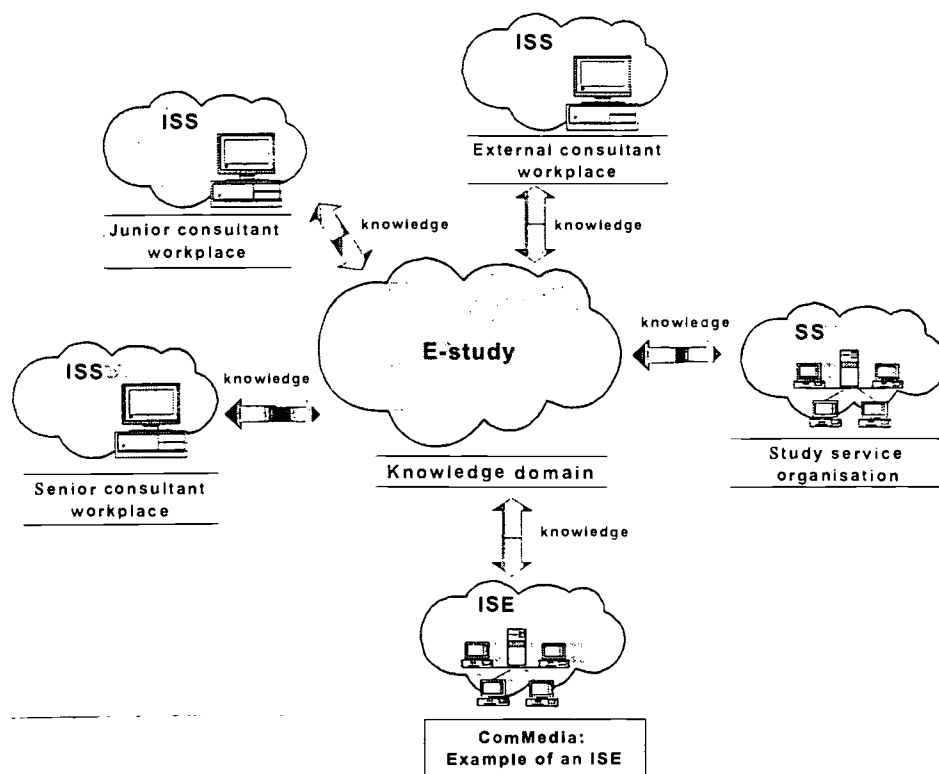 ISS
External consultant
workplace
ISS
Junior consultant
workplace
knowledge
knowledge
E-study
Knowledge domain
knowledge
SS
Study service
organisation
ISS
knowledge
Senior consultant
workplace
knowledge
ISE
ComMedia:
Example of an ISE